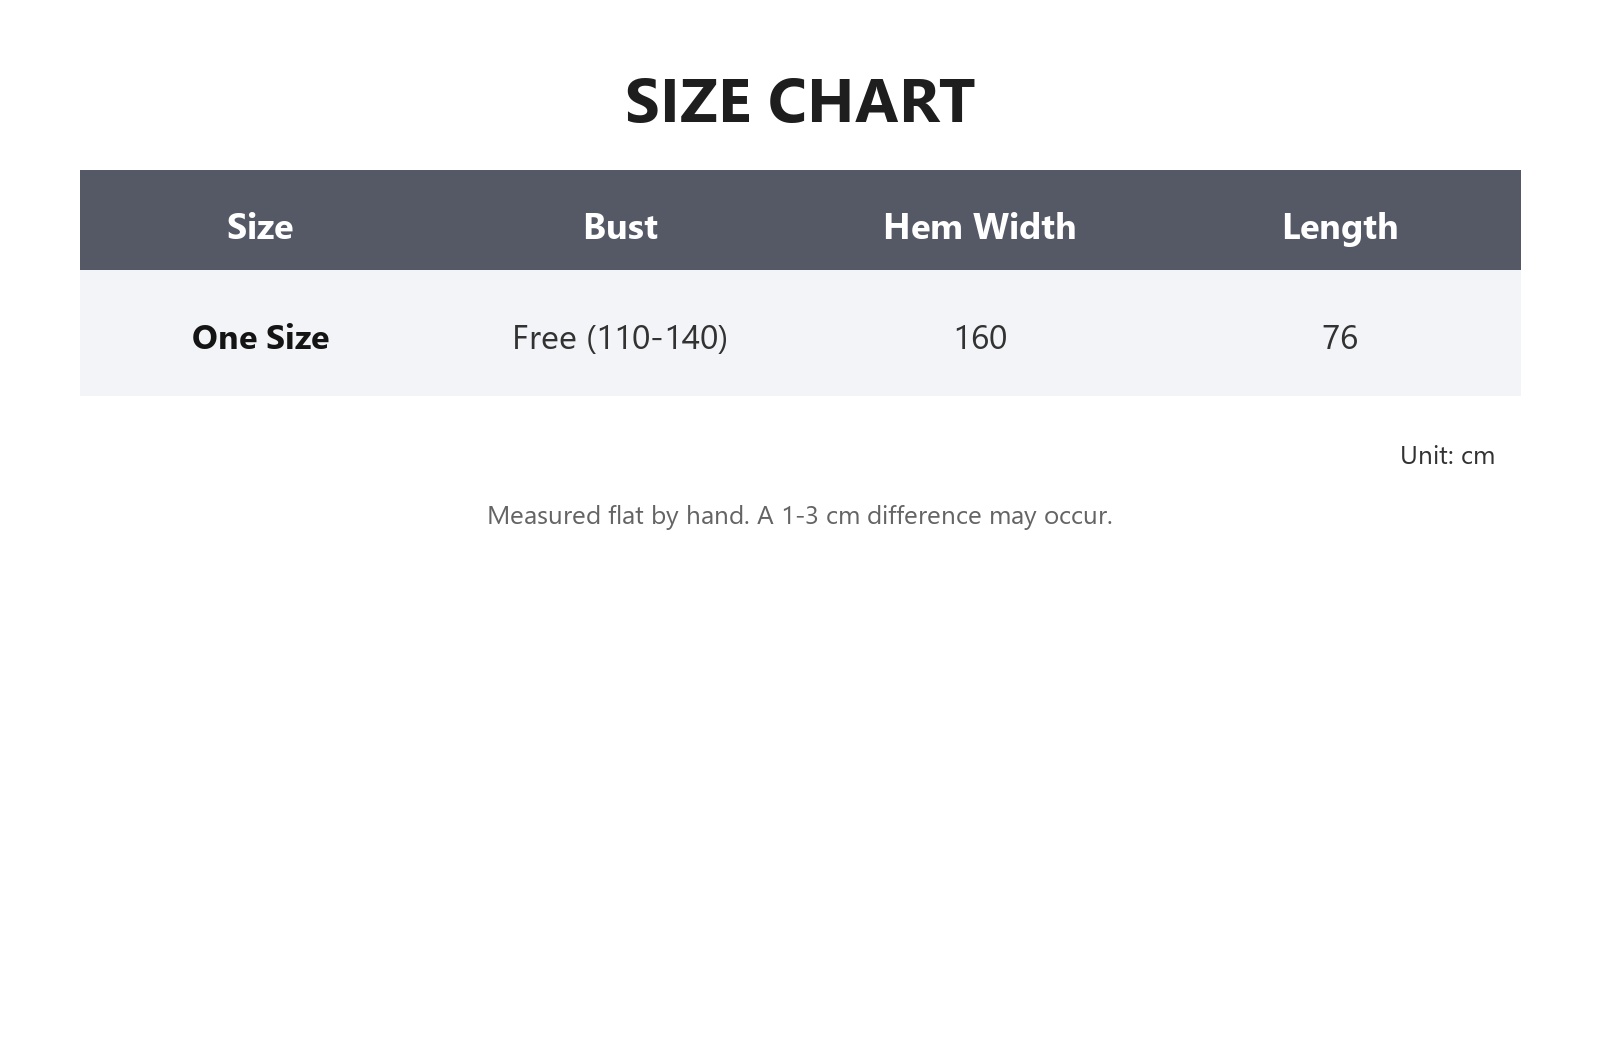 SIZE CHART
Size Bust Hem Width Length
One Size Free (110-140) 160 76
Unit: cm
Measured flat by hand. A 1-3 cm difference may occur.